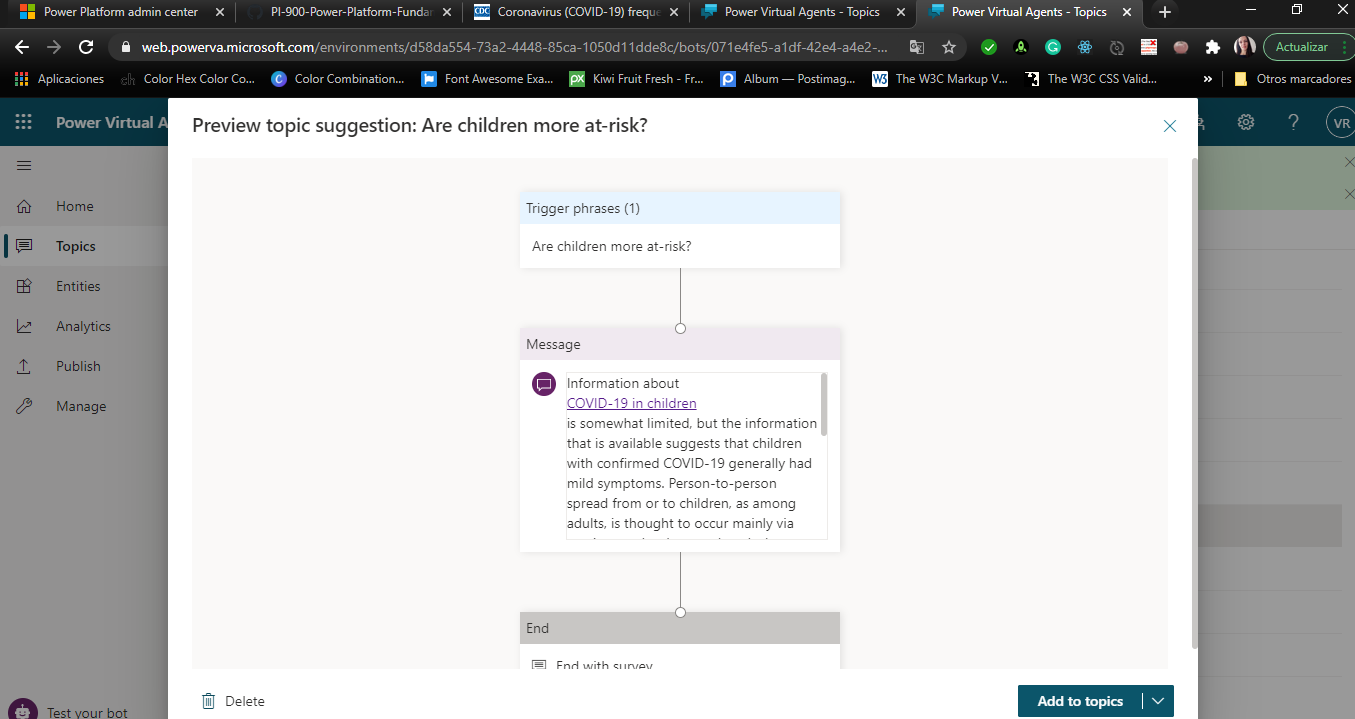 Power Platform admin center
PI-900-Power-Platform-Fundar
CDC
Coronavirus (COVID-19) freque
Power Virtual Agents - Topics
Power Virtual Agents - Topics
web.powerva.microsoft.com/environments/d58da554-73a2-4448-85ca-1050d11dde8c/bots/071e4fe5-a1df-42e4-a4e2-...
Actualizar
Aplicaciones
Color Hex Color Co...
Color Combination...
Font Awesome Exa...
Kiwi Fruit Fresh - Fr...
Album — Postimag...
The W3C Markup V...
The W3C CSS Valid...
Otros marcadores
Power Virtual A
?
VR
Home
Topics
Entities
Analytics
Publish
Manage
Test your bot
Preview topic suggestion: Are children more at-risk?
Trigger phrases (1)
Are children more at-risk?
Message
Information about
COVID-19 in children
is somewhat limited, but the information
that is available suggests that children
with confirmed COVID-19 generally had
mild symptoms. Person-to-person
spread from or to children, as among
adults, is thought to occur mainly via
End
End with survey
Delete
Add to topics